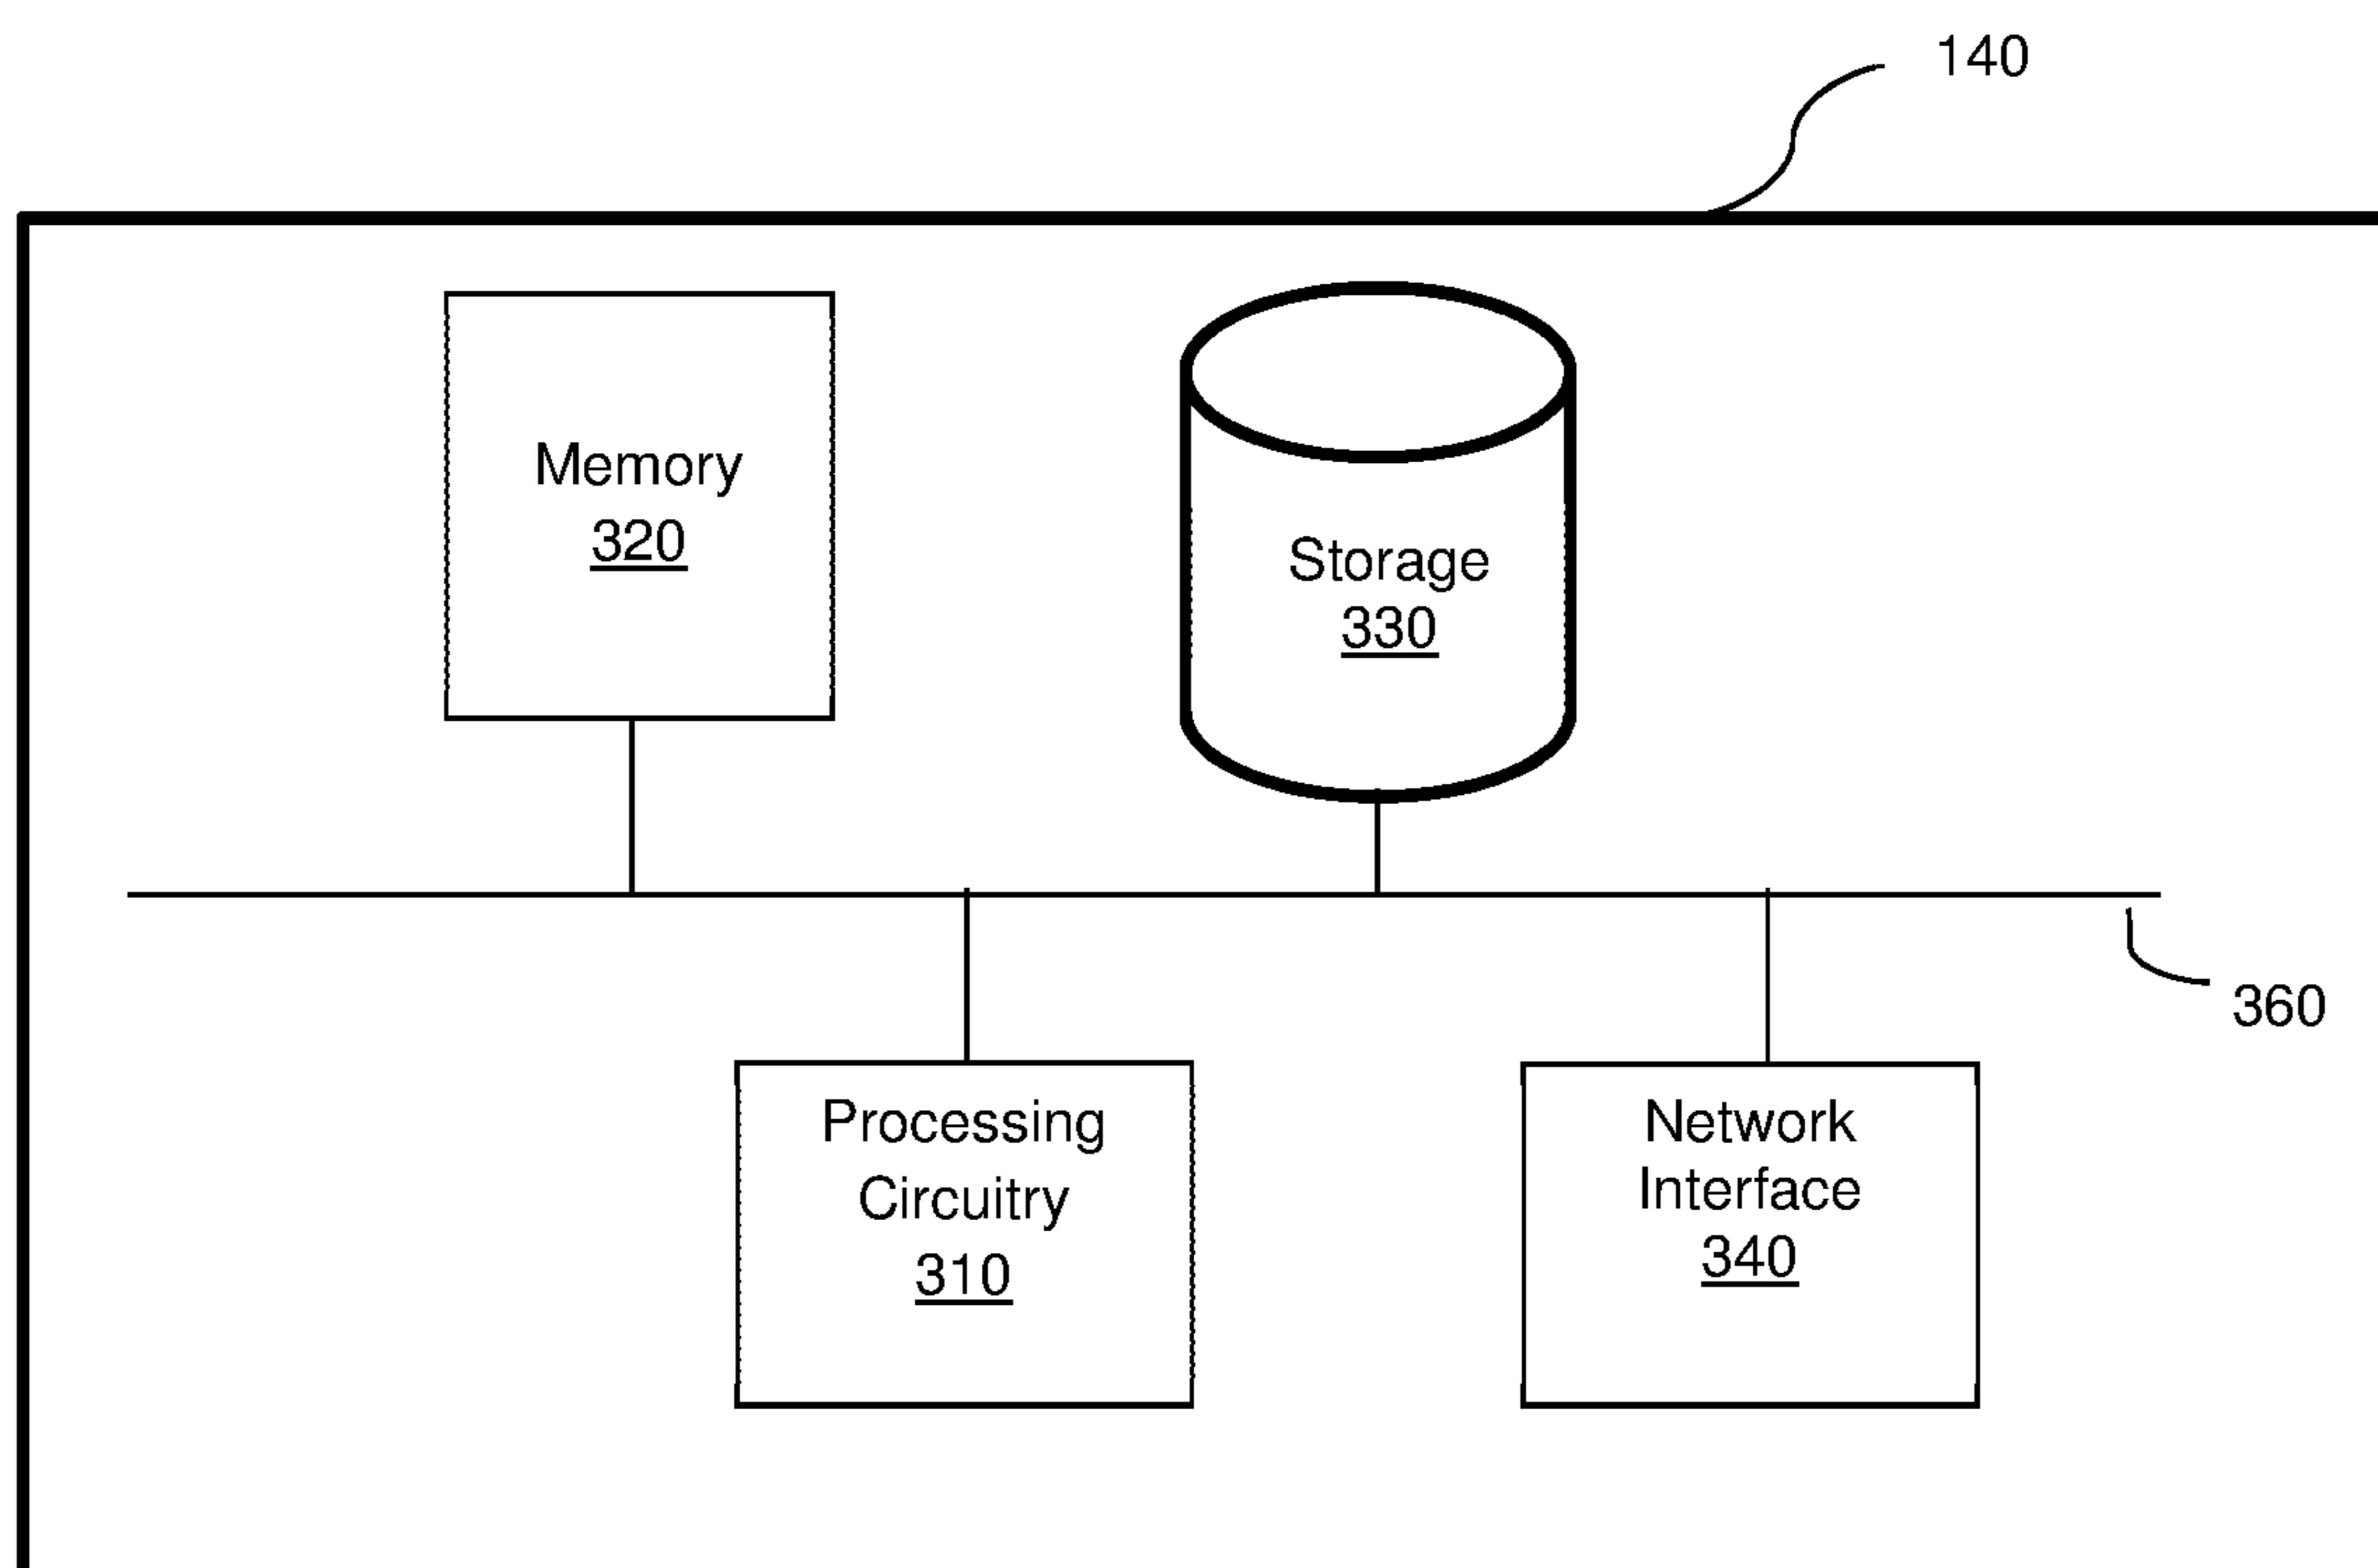 140
Memory
320
Storage
330
360
Processing
Circuitry
310
Network
Interface
340